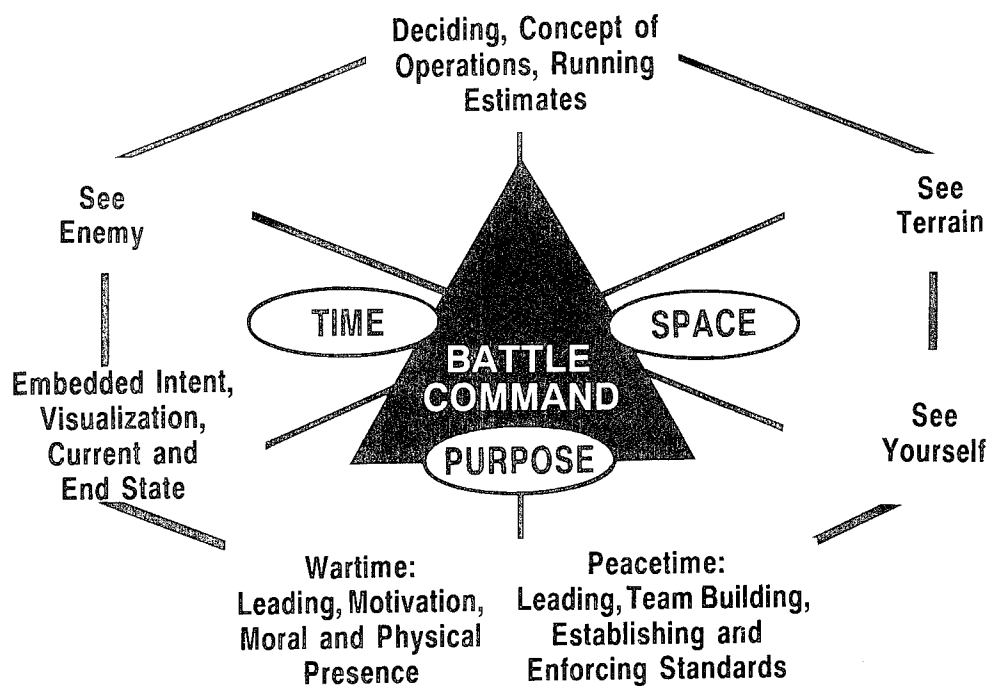 Deciding, Concept of
Operations, Running
Estimates
See
Enemy
See
Terrain
TIME
SPACE
BATTLE
COMMAND
PURPOSE
Embedded Intent,
Visualization,
Current and
End State
See
Yourself
Wartime:
Leading, Motivation,
Moral and Physical
Presence
Peacetime:
Leading, Team Building,
Establishing and
Enforcing Standards